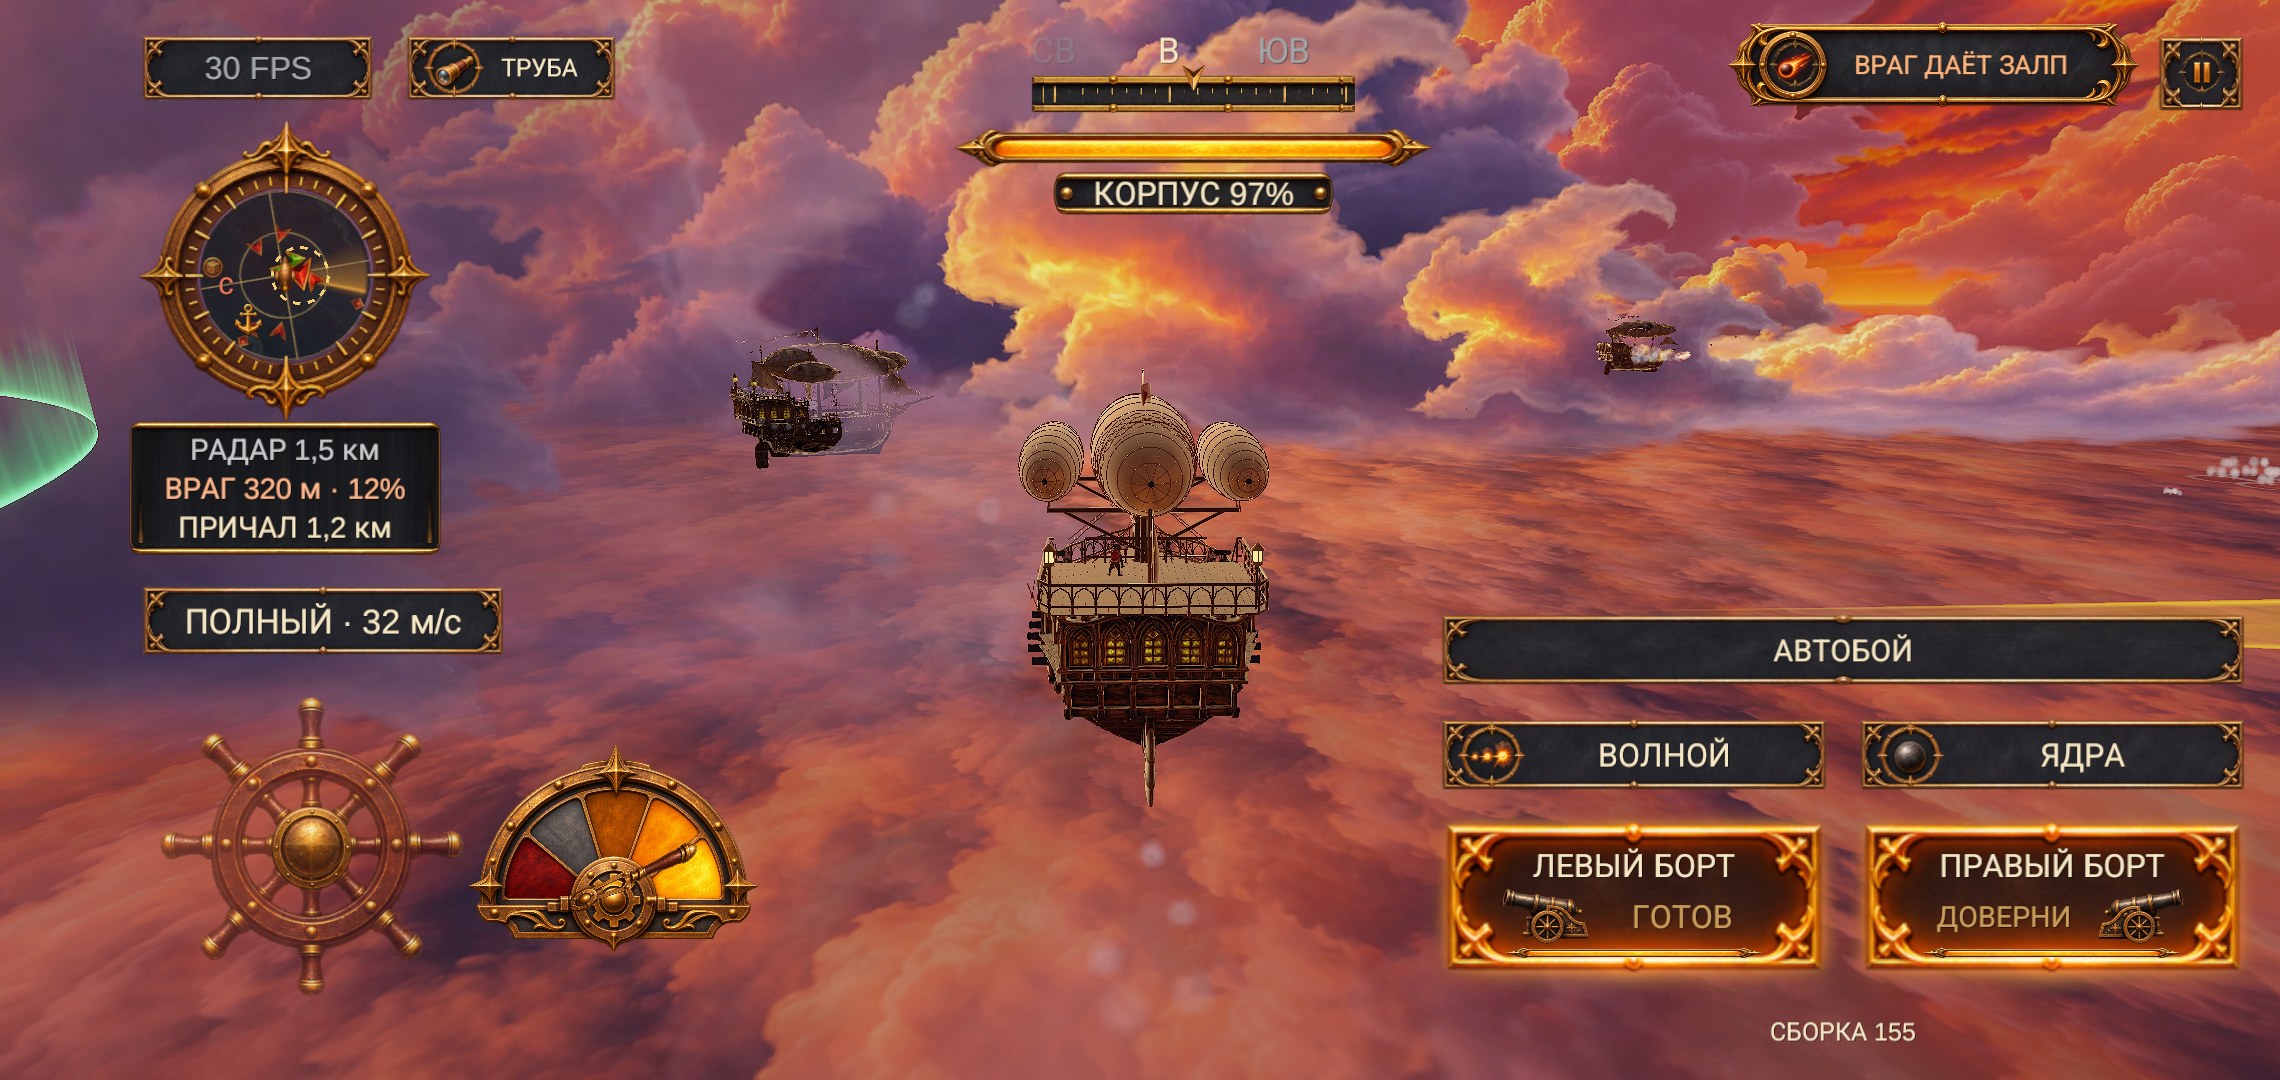 30 FPS
ТРУБА
СВ
В
ЮВ
ВРАГ ДАЁТ ЗАЛП
КОРПУС 97%
С
РАДАР 1,5 км
ВРАГ 320 м · 12%
ПРИЧАЛ 1,2 км
ПОЛНЫЙ · 32 м/с
АВТОБОЙ
ВОЛНОЙ
ЯДРА
ЛЕВЫЙ БОРТ
ГОТОВ
ПРАВЫЙ БОРТ
ДОВЕРНИ
СБОРКА 155